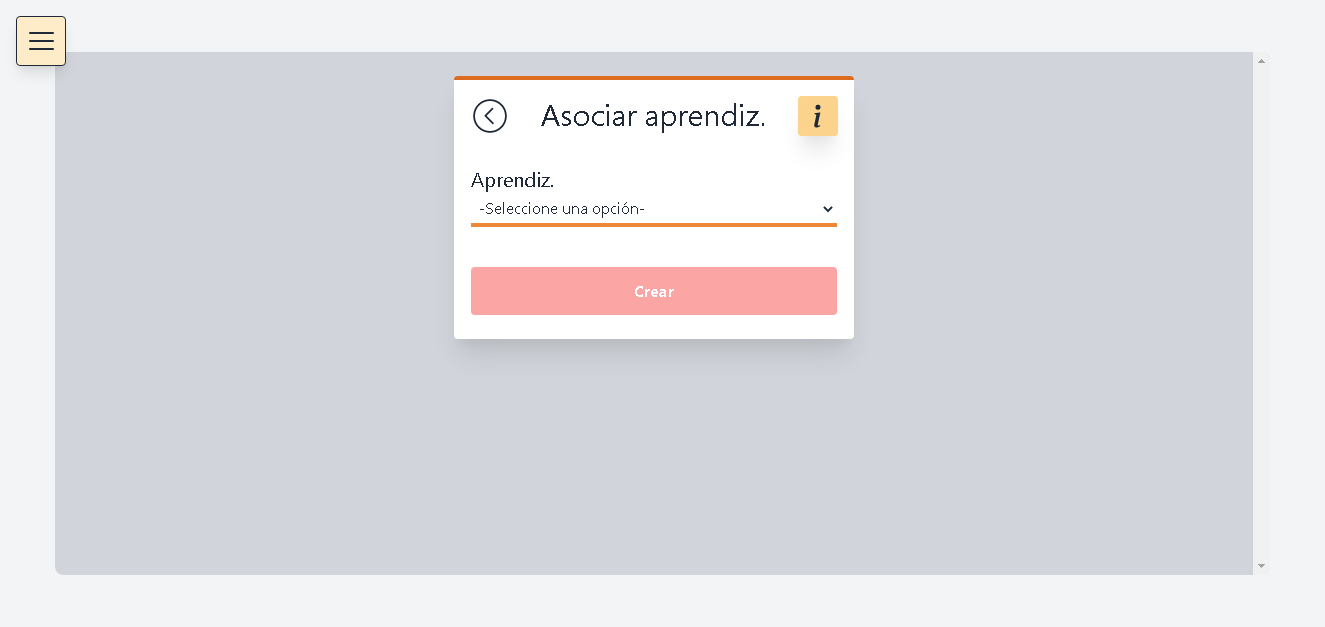 Asociar aprendiz.
i
Aprendiz.
-Seleccione una opción-
Crear